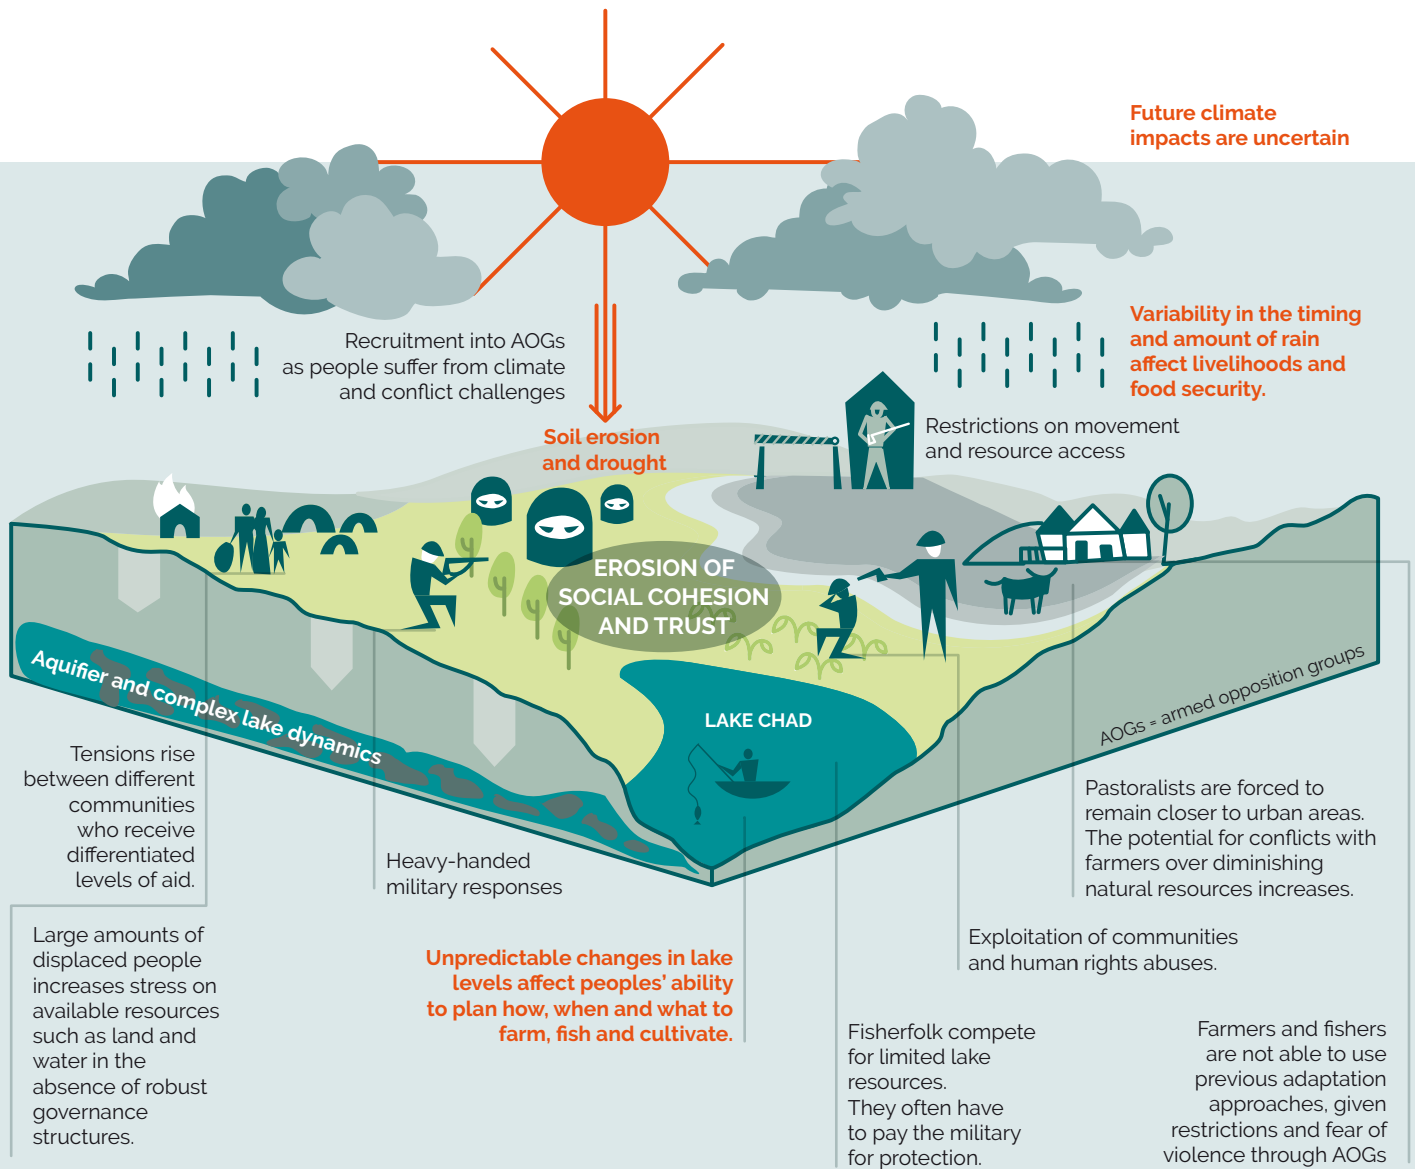 Future climate
impacts are uncertain
Variability in the timing
and amount of rain
affect livelihoods and
food security.
Recruitment into AOGs
as people suffer from climate
and conflict challenges
Soil erosion
and drought
Restrictions on movement
and resource access
EROSION OF
SOCIAL COHESION
AND TRUST
Aquifier and complex lake dynamics
LAKE CHAD
AOGs = armed opposition groups
Tensions rise
between different
communities
who receive
differentiated
levels of aid.
Large amounts of
displaced people
increases stress on
available resources
such as land and
water in the
absence of robust
governance
structures.
Heavy-handed
military responses
Unpredictable changes in lake
levels affect peoples’ ability
to plan how, when and what to
farm, fish and cultivate.
Pastoralists are forced to
remain closer to urban areas.
The potential for conflicts with
farmers over diminishing
natural resources increases.
Exploitation of communities
and human rights abuses.
Fisherfolk compete
for limited lake
resources.
They often have
to pay the military
for protection.
Farmers and fishers
are not able to use
previous adaptation
approaches, given
restrictions and fear of
violence through AOGs